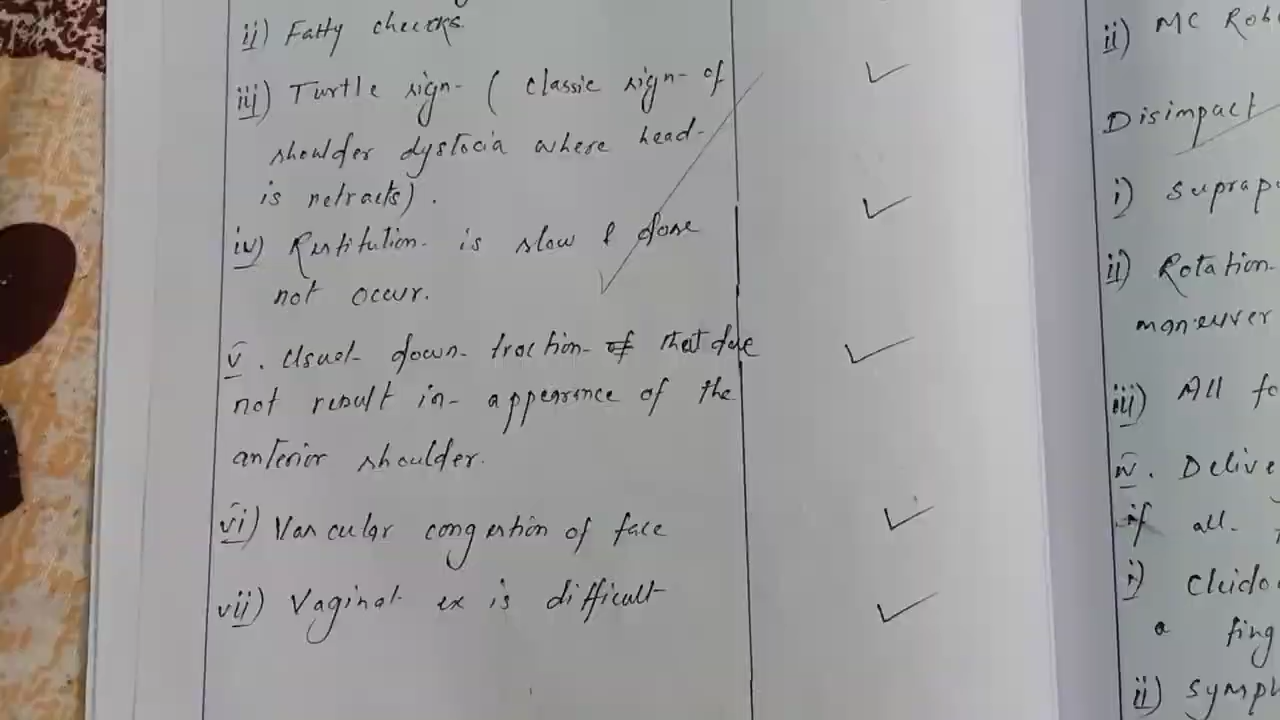 ii) Fatty cheeks
iii) Turtle sign- ( classic sign- of
shoulder dystocia where head-
is retracts) .
iv) Restitution- is slow & dose
not occur.
v . Usual- down- traction- of that dose
not result in- appearence of the
anterior shoulder.
vi) Vascular congestion of face
vii) Vaginal- ex is difficult-
ii) MC Rob
Disimpact
i) Suprap
ii) Rotation-
maneuver
iii) All fo
iv . Delive
if all-
i) Cleido
a fing
ii) Symph